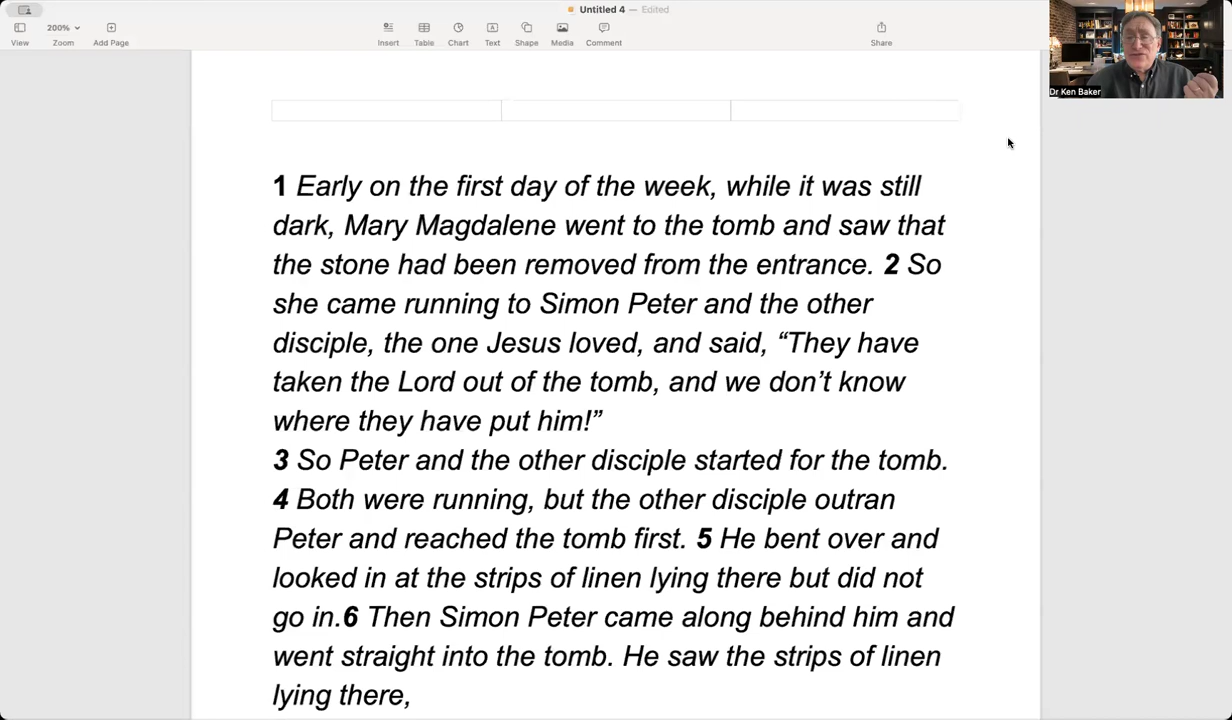 Untitled 4 — Edited
200%
View Zoom Add Page Insert Table Chart Text Shape Media Comment Share
Dr Ken Baker
1 Early on the first day of the week, while it was still
dark, Mary Magdalene went to the tomb and saw that
the stone had been removed from the entrance. 2 So
she came running to Simon Peter and the other
disciple, the one Jesus loved, and said, “They have
taken the Lord out of the tomb, and we don’t know
where they have put him!”
3 So Peter and the other disciple started for the tomb.
4 Both were running, but the other disciple outran
Peter and reached the tomb first. 5 He bent over and
looked in at the strips of linen lying there but did not
go in.6 Then Simon Peter came along behind him and
went straight into the tomb. He saw the strips of linen
lying there,